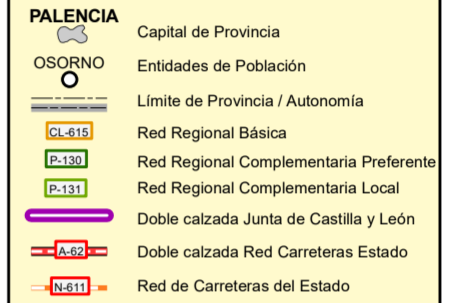 PALENCIA
Capital de Provincia
OSORNO
Entidades de Población
Límite de Provincia / Autonomía
CL-615 Red Regional Básica
P-130 Red Regional Complementaria Preferente
P-131 Red Regional Complementaria Local
Doble calzada Junta de Castilla y León
A-62 Doble calzada Red Carreteras Estado
N-611 Red de Carreteras del Estado